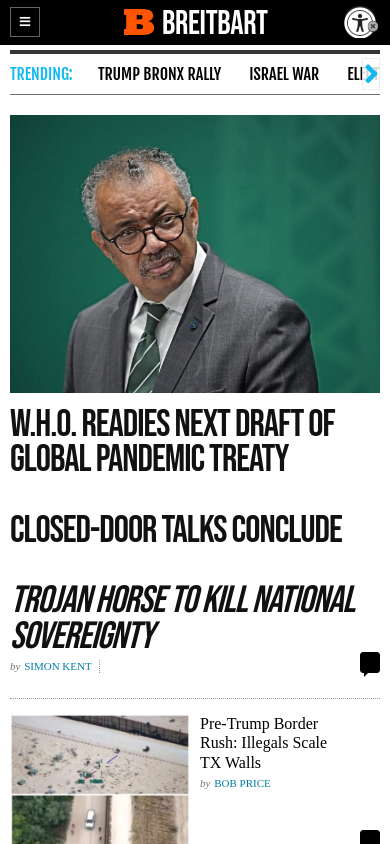 BREITBART
TRENDING:
TRUMP BRONX RALLY
ISRAEL WAR
W.H.O. READIES NEXT DRAFT OF
GLOBAL PANDEMIC TREATY
CLOSED-DOOR TALKS CONCLUDE
TROJAN HORSE TO KILL NATIONAL
SOVEREIGNTY
by SIMON KENT
Pre-Trump Border
Rush: Illegals Scale
TX Walls
by BOB PRICE